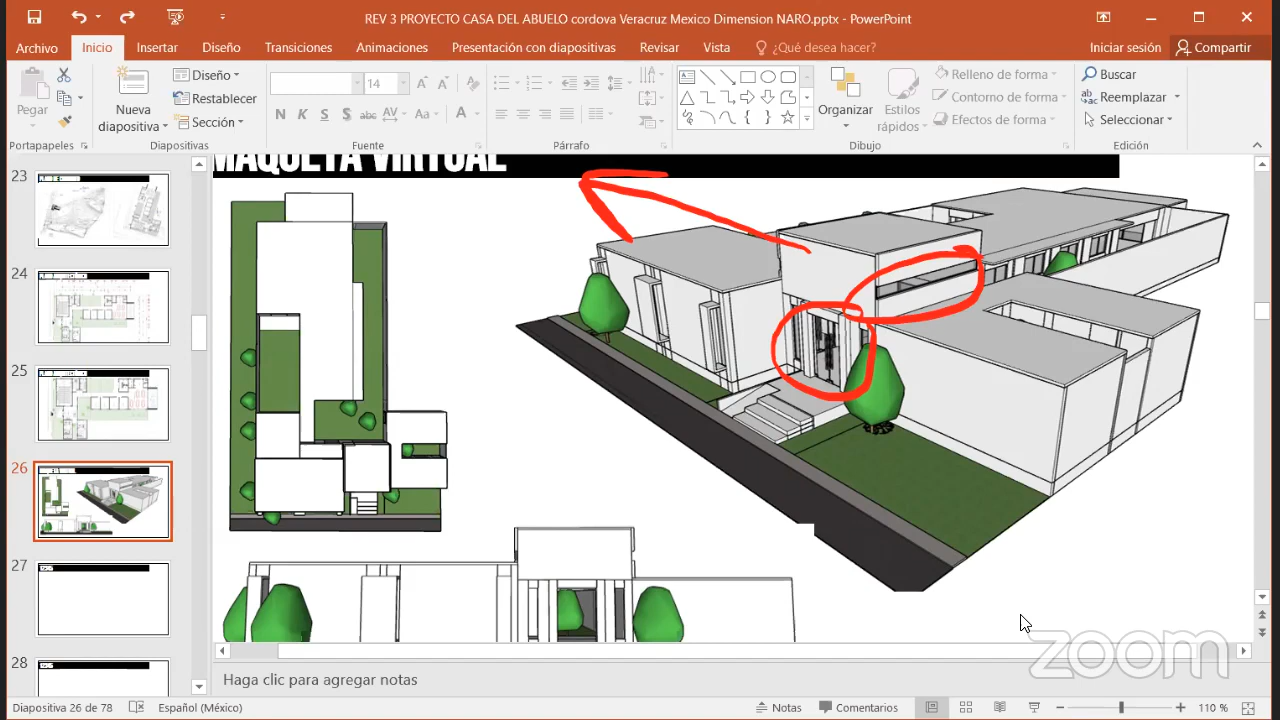 REV 3 PROYECTO CASA DEL ABUELO cordova Veracruz Mexico Dimension NARO.pptx - PowerPoint
Archivo Inicio Insertar Diseño Transiciones Animaciones Presentación con diapositivas Revisar Vista ¿Qué desea hacer? Iniciar sesión Compartir
Pegar
Nueva
diapositiva
Diseño
Restablecer
Sección
14
N K S S abc AV Aa A
Organizar
Estilos
rápidos
Relleno de forma
Contorno de forma
Efectos de forma
Buscar
Reemplazar
Seleccionar
Portapapeles Diapositivas Fuente Párrafo Dibujo Edición
MAQUETA VIRTUAL
23
24
25
26
27
28
zoom
Haga clic para agregar notas
Diapositiva 26 de 78 Español (México) Notas Comentarios 110 %